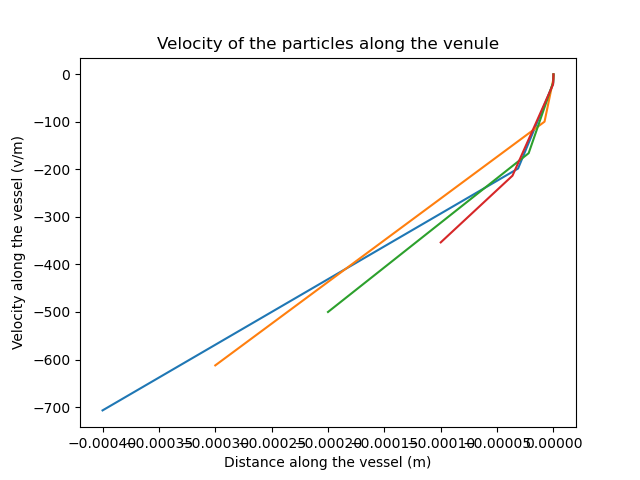 Velocity of the particles along the venule
0
−100
−200
−300
−400
−500
−600
−700
Velocity along the vessel (v/m)
−0.00040 −0.00035 −0.00030 −0.00025 −0.00020 −0.00015 −0.00010 −0.00005 0.00000
Distance along the vessel (m)